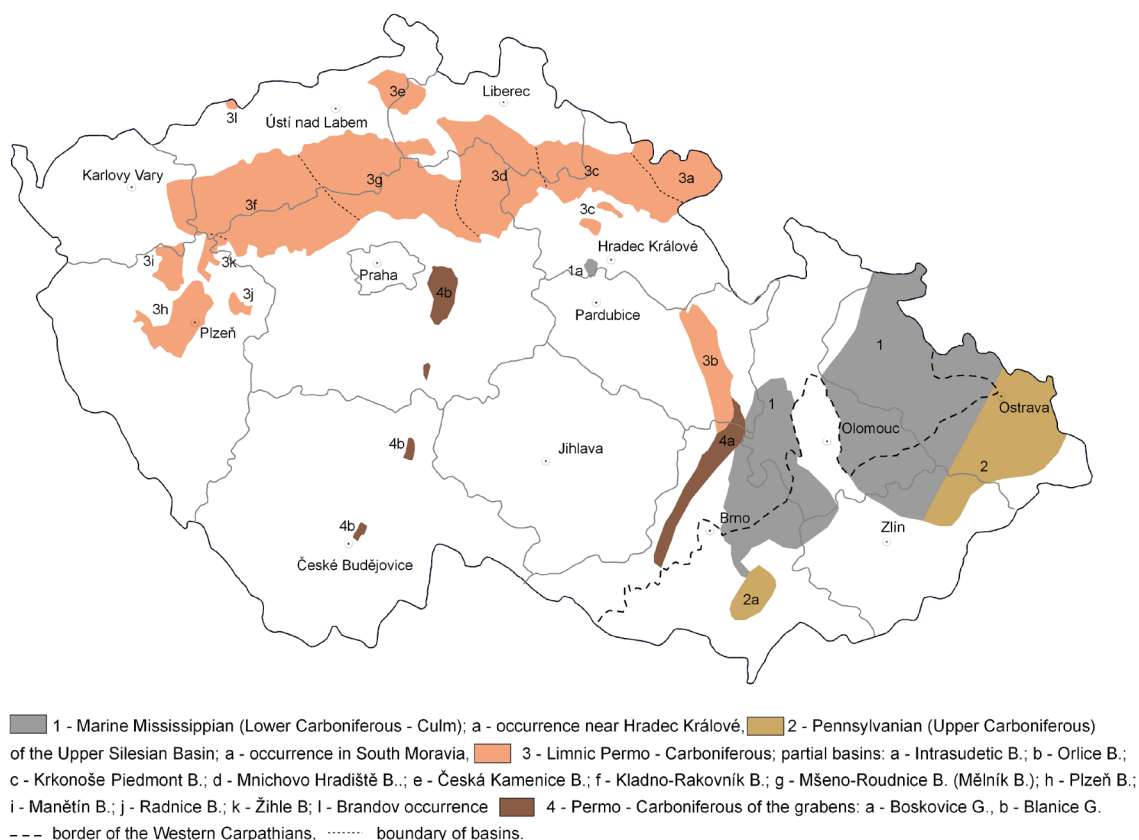 3e
Liberec
3l
Ústí nad Labem
Karlovy Vary
3g
3d
3c
3a
3f
3c
Hradec Králové
3i
3k
Praha
1a
4b
3h
3j
Pardubice
Plzeň
3b
1
1
Ostrava
Olomouc
4b
4a
Jihlava
2
4b
Brno
Zlín
České Budějovice
2a
1 - Marine Mississippian (Lower Carboniferous - Culm); a - occurrence near Hradec Králové, 2 - Pennsylvanian (Upper Carboniferous)
of the Upper Silesian Basin; a - occurrence in South Moravia, 3 - Limnic Permo - Carboniferous; partial basins: a - Intrasudetic B.; b - Orlice B.;
c - Krkonoše Piedmont B.; d - Mnichovo Hradiště B..; e - Česká Kamenice B.; f - Kladno-Rakovník B.; g - Mšeno-Roudnice B. (Mělník B.); h - Plzeň B.;
i - Manětín B.; j - Radnice B.; k - Žihle B; l - Brandov occurrence 4 - Permo - Carboniferous of the grabens: a - Boskovice G., b - Blanice G.
border of the Western Carpathians, boundary of basins.